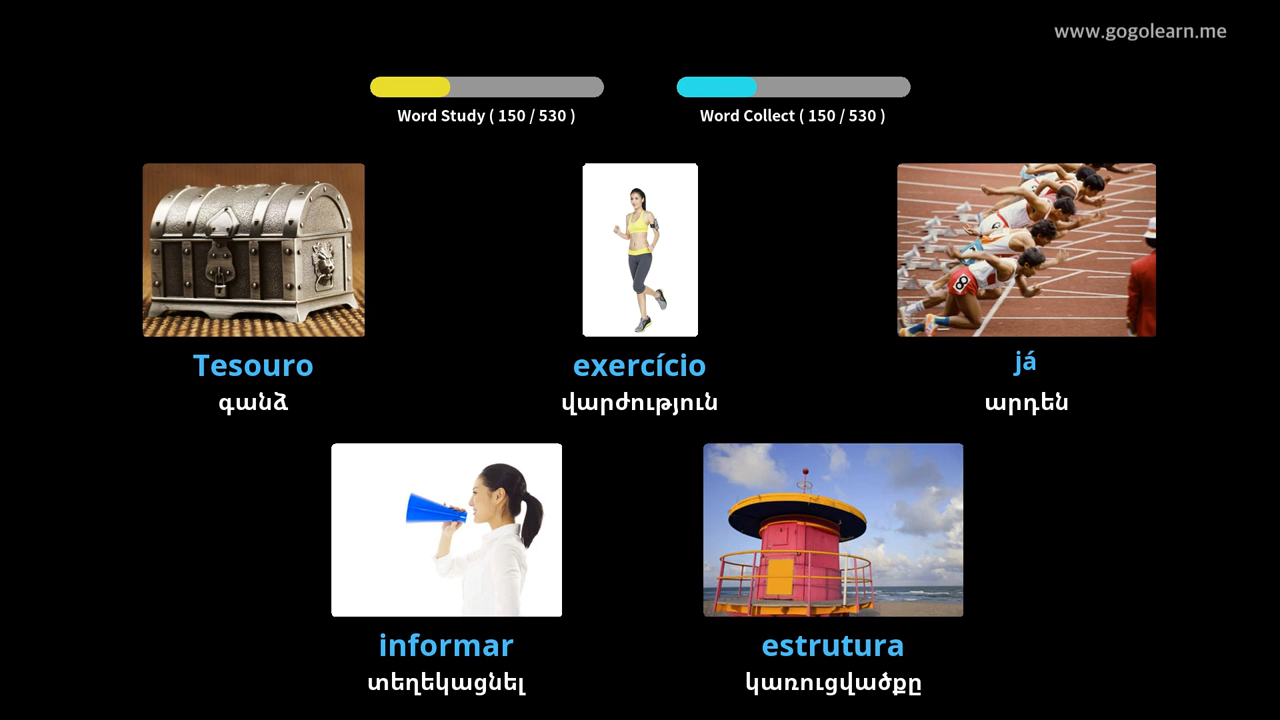 www.gogolearn.me
Word Study ( 150 / 530 )
Word Collect ( 150 / 530 )
Tesouro
գանձ
exercício
վարժություն
já
արդեն
8
informar
տեղեկացնել
estrutura
կառուցվածքը